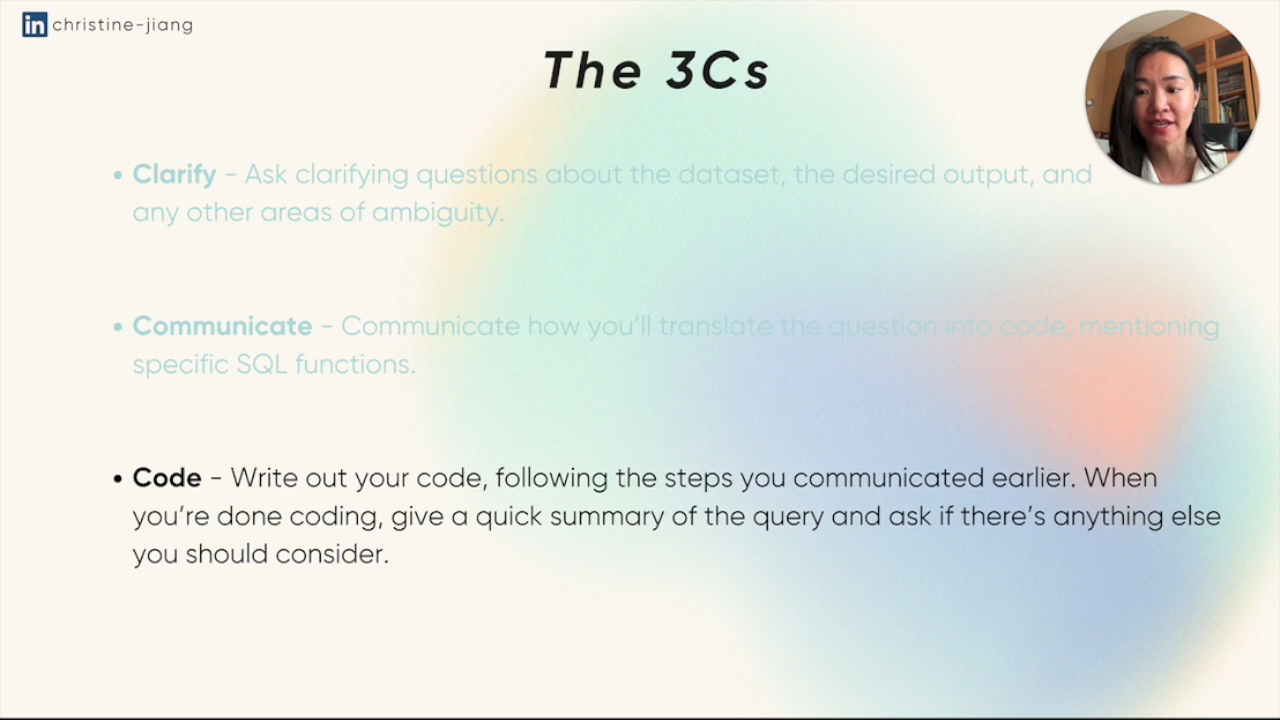 in christine-jiang
The 3Cs
• Clarify - Ask clarifying questions about the dataset, the desired output, and
any other areas of ambiguity.
• Communicate - Communicate how you'll translate the question into code, mentioning
specific SQL functions.
• Code - Write out your code, following the steps you communicated earlier. When
you're done coding, give a quick summary of the query and ask if there's anything else
you should consider.